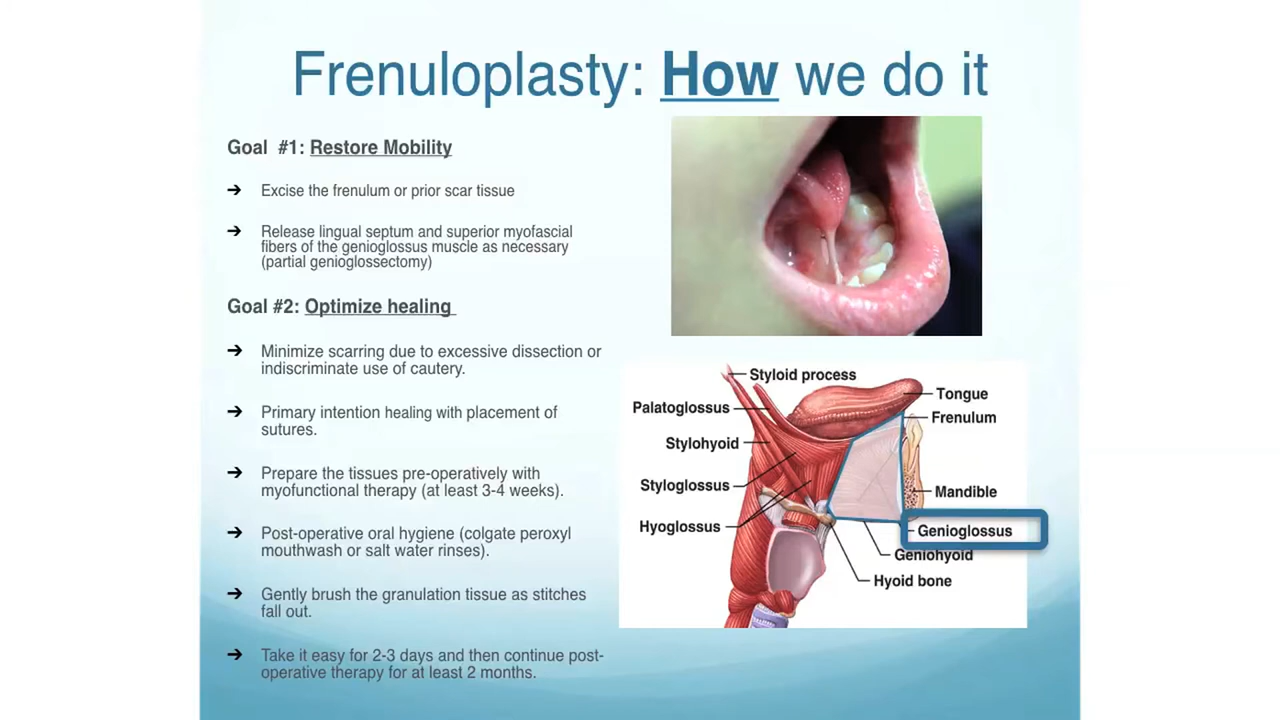 Frenuloplasty: How we do it
Goal #1: Restore Mobility
➔ Excise the frenulum or prior scar tissue
➔ Release lingual septum and superior myofascial
fibers of the genioglossus muscle as necessary
(partial genioglossectomy)
Goal #2: Optimize healing
➔ Minimize scarring due to excessive dissection or
indiscriminate use of cautery.
➔ Primary intention healing with placement of
sutures.
➔ Prepare the tissues pre-operatively with
myofunctional therapy (at least 3-4 weeks).
➔ Post-operative oral hygiene (colgate peroxyl
mouthwash or salt water rinses).
➔ Gently brush the granulation tissue as stitches
fall out.
➔ Take it easy for 2-3 days and then continue post-
operative therapy for at least 2 months.
Styloid process
Palatoglossus
Stylohyoid
Styloglossus
Hyoglossus
Tongue
Frenulum
Mandible
Genioglossus
Geniohyoid
Hyoid bone